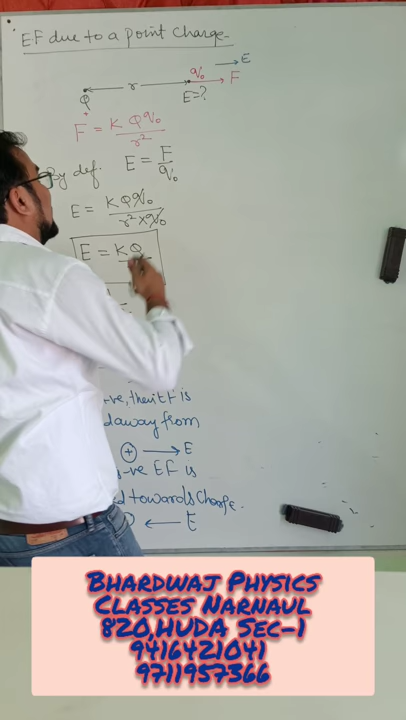 EF due to a point charge-
→ E
q₀
F
Q r E=?
+
F = K Q q₀ / r²
By def. E = F / q₀
E = K Q q₀ / r² × q₀
E = K Q
+ve, then EF is
away from
⊕ → E
-ve EF is
towards charge.
← E
Bhardwaj Physics
Classes Narnaul
820,HUDA Sec-1
9416421041
9711957366